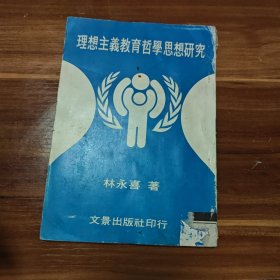 理想主義教育哲學思想研究
林永喜 著
文景出版社印行